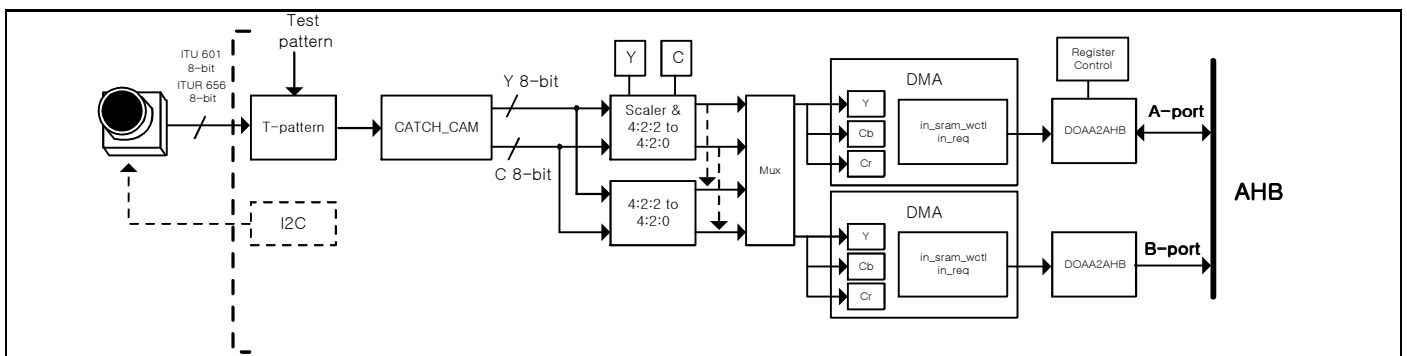 Test
pattern
ITU 601
8-bit
ITUR 656
8-bit
T-pattern
I2C
CATCH_CAM
Y 8-bit
C 8-bit
Y
C
Scaler &
4:2:2 to
4:2:0
4:2:2 to
4:2:0
Mux
DMA
Y
Cb
Cr
in_sram_wctl
in_req
DMA
Y
Cb
Cr
in_sram_wctl
in_req
Register
Control
DOAA2AHB
A-port
DOAA2AHB
B-port
AHB